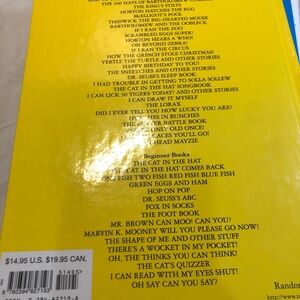 THE 500 HATS OF BARTHOLOMEW CUBBINS
THE KING'S STILTS
HORTON HATCHES THE EGG
McELLIGOT'S POOL
THIDWICK THE BIG-HEARTED MOOSE
BARTHOLOMEW AND THE OOBLECK
IF I RAN THE ZOO
SCRAMBLED EGGS SUPER!
HORTON HEARS A WHO!
ON BEYOND ZEBRA!
IF I RAN THE CIRCUS
HOW THE GRINCH STOLE CHRISTMAS!
YERTLE THE TURTLE AND OTHER STORIES
HAPPY BIRTHDAY TO YOU!
THE SNEETCHES AND OTHER STORIES
DR. SEUSS'S SLEEP BOOK
I HAD TROUBLE IN GETTING TO SOLLA SOLLEW
THE CAT IN THE HAT SONGBOOK
I CAN LICK 30 TIGERS TODAY! AND OTHER STORIES
I CAN DRAW IT MYSELF
THE LORAX
DID I EVER TELL YOU HOW LUCKY YOU ARE?
HUNCHES IN BUNCHES
THE BUTTER BATTLE BOOK
ONLY OLD ONCE!
PLACES YOU'LL GO!
HEAD MAYZIE
Beginner Books
THE CAT IN THE HAT
THE CAT IN THE HAT COMES BACK
ONE FISH TWO FISH RED FISH BLUE FISH
GREEN EGGS AND HAM
HOP ON POP
DR. SEUSS'S ABC
FOX IN SOCKS
THE FOOT BOOK
MR. BROWN CAN MOO! CAN YOU?
MARVIN K. MOONEY WILL YOU PLEASE GO NOW!
THE SHAPE OF ME AND OTHER STUFF
THERE'S A WOCKET IN MY POCKET!
OH, THE THINKS YOU CAN THINK!
THE CAT'S QUIZZER
I CAN READ WITH MY EYES SHUT!
OH SAY CAN YOU SAY?
$14.95 U.S. $19.95 CAN.
51495
9 780394 827193
Random
http://www.